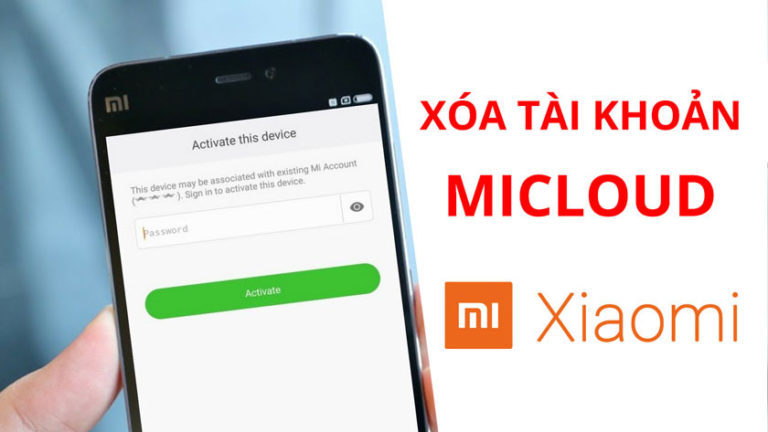 mi
Activate this device
This device may be associated with existing Mi Account
(). Sign in to activate this device.
Password
Activate
XÓA TÀI KHOẢN
MICLOUD
mi Xiaomi